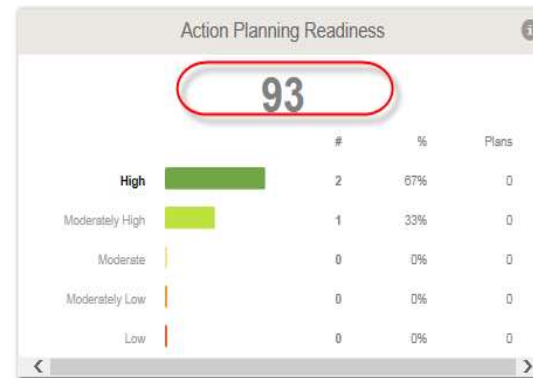 Action Planning Readiness i
93
# % Plans
High 2 67% 0
Moderately High 1 33% 0
Moderate 0 0% 0
Moderately Low 0 0% 0
Low 0 0% 0